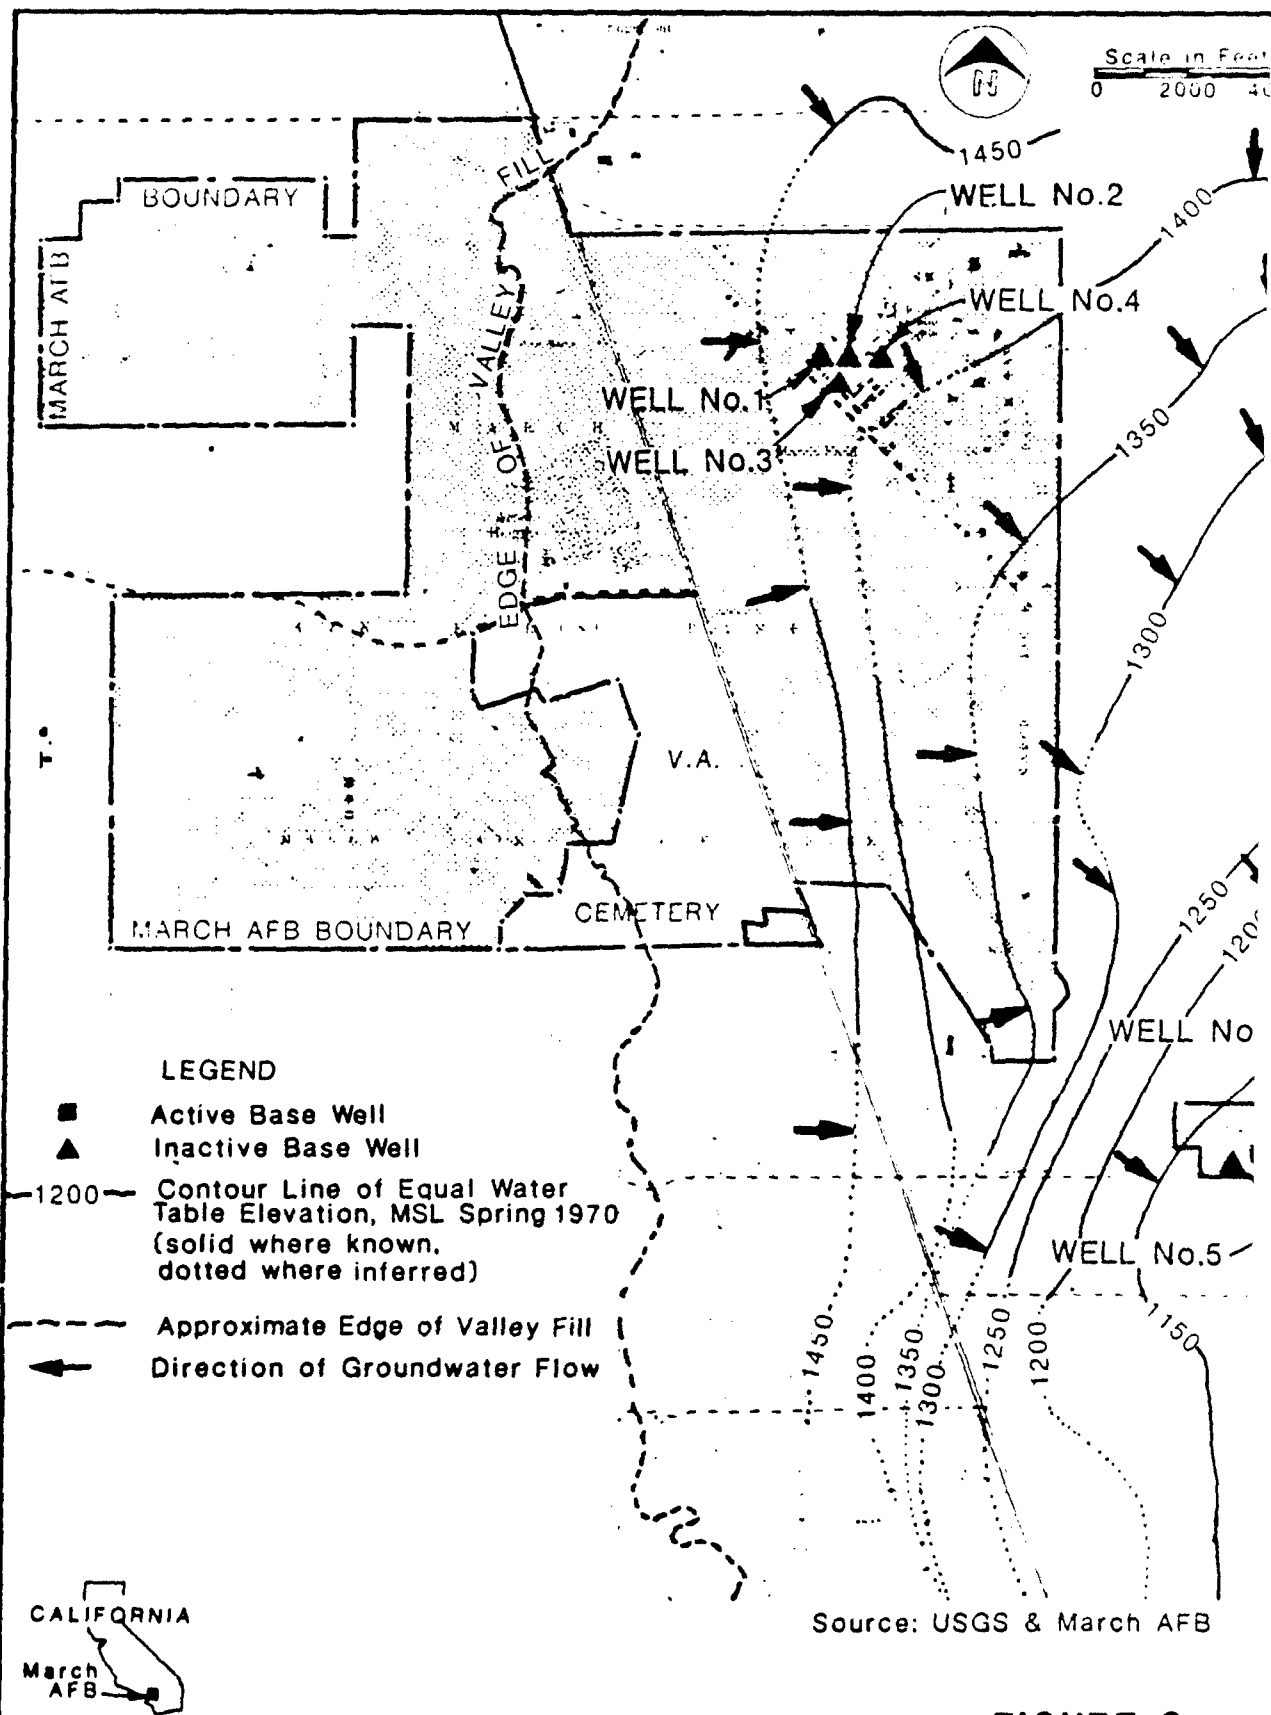 Scale in Feet
0 2000 40
N
1450
WELL No.2
1400
FILL
BOUNDARY
MARCH AFB
WELL No.4
VALLEY
WELL No.1
MARCH
1350
WELL No.3
OF
EDGE
1300
V.A.
1250
1200
CEMETERY
MARCH AFB BOUNDARY
WELL No
LEGEND
Active Base Well
Inactive Base Well
1200 Contour Line of Equal Water
Table Elevation, MSL Spring 1970
(solid where known,
dotted where inferred)
WELL No.5
Approximate Edge of Valley Fill
Direction of Groundwater Flow
1450
1400
1350
1300
1250
1200
1150
CALIFORNIA
March
AFB
Source: USGS & March AFB